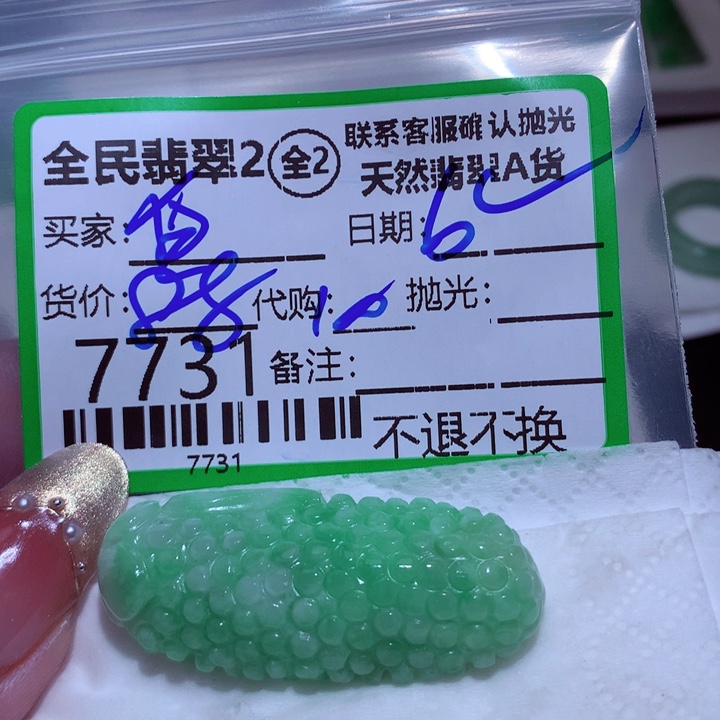 全民翡翠2 全2
联系客服确认抛光
天然翡翠A货
买家:
日期: 6
货价: 代购: 10 抛光:
7731 备注:
7731
不退不换